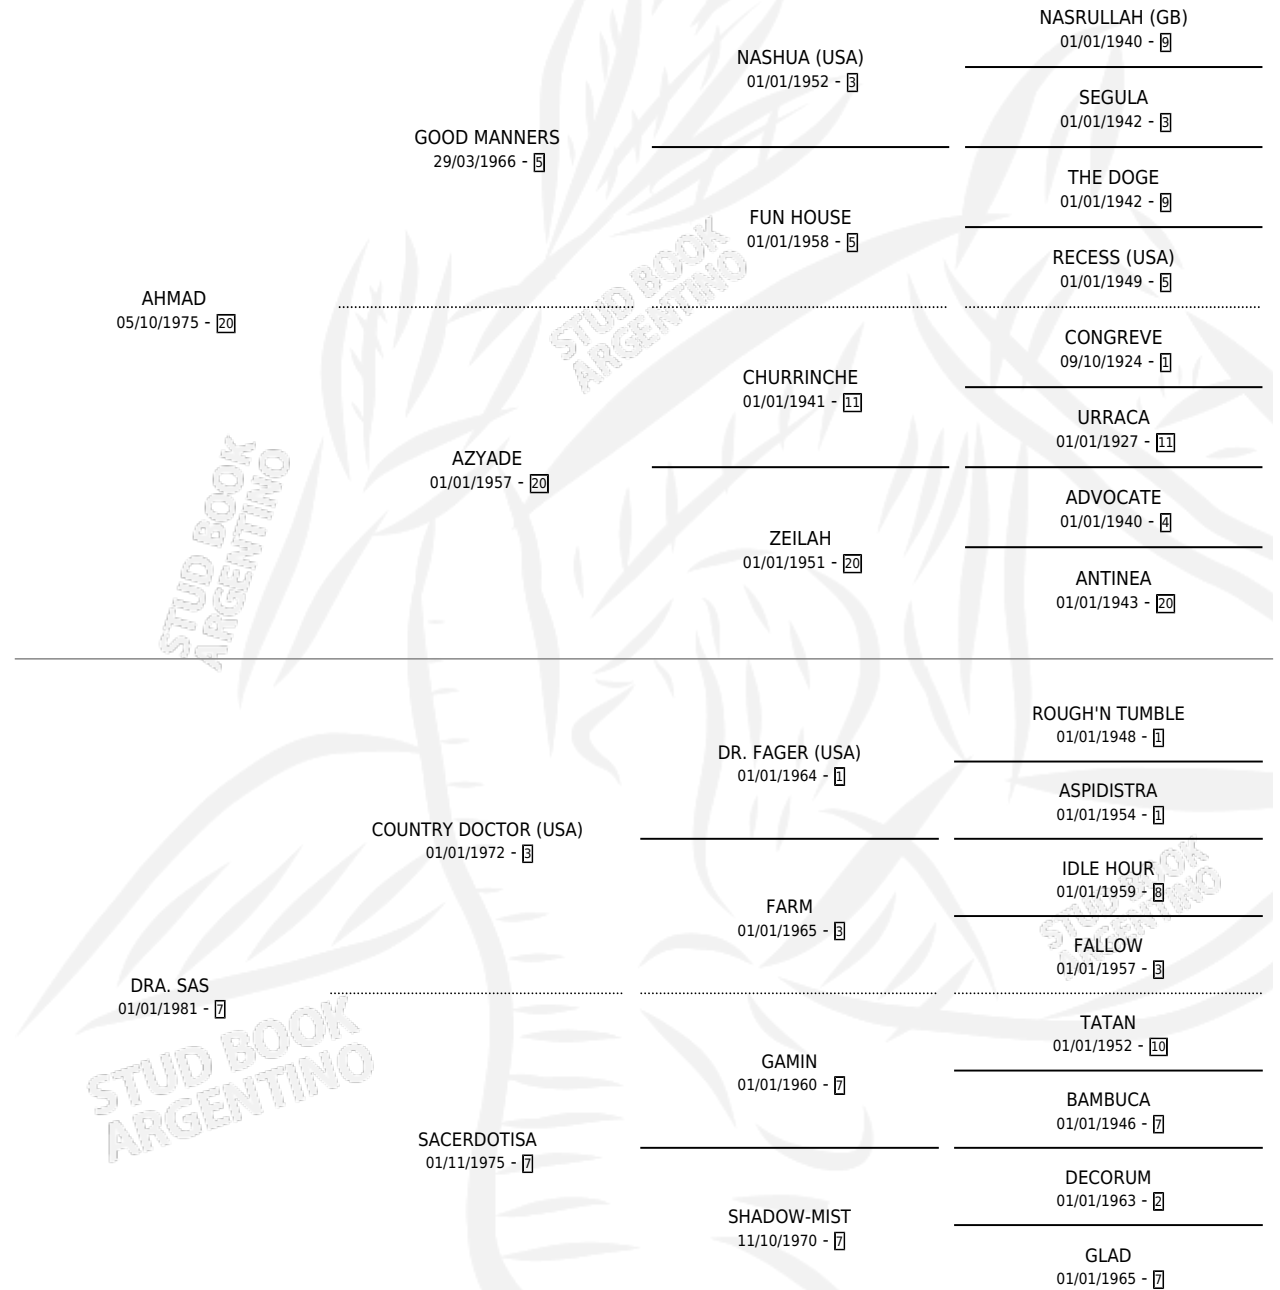 NASRULLAH (GB)
01/01/1940 - 9
NASHUA (USA)
01/01/1952 - 3
SEGULA
01/01/1942 - 3
GOOD MANNERS
29/03/1966 - 5
THE DOGE
01/01/1942 - 9
FUN HOUSE
01/01/1958 - 5
RECESS (USA)
01/01/1949 - 5
AHMAD
05/10/1975 - 20
CONGREVE
09/10/1924 - 1
CHURRINCHE
01/01/1941 - 11
URRACA
01/01/1927 - 11
AZYADE
01/01/1957 - 20
ADVOCATE
01/01/1940 - 4
ZEILAH
01/01/1951 - 20
ANTINEA
01/01/1943 - 20
STUD BOOK
ARGENTINO
STUD BOOK
ARGENTINO
ROUGH'N TUMBLE
01/01/1948 - 1
DR. FAGER (USA)
01/01/1964 - 1
ASPIDISTRA
01/01/1954 - 1
COUNTRY DOCTOR (USA)
01/01/1972 - 3
IDLE HOUR
01/01/1959 - 8
FARM
01/01/1965 - 3
FALLOW
01/01/1957 - 3
DRA. SAS
01/01/1981 - 7
TATAN
01/01/1952 - 10
GAMIN
01/01/1960 - 7
BAMBUCA
01/01/1946 - 7
SACERDOTISA
01/11/1975 - 7
DECORUM
01/01/1963 - 2
SHADOW-MIST
11/10/1970 - 7
GLAD
01/01/1965 - 7
STUD BOOK
ARGENTINO
STUD BOOK
ARGENTINO